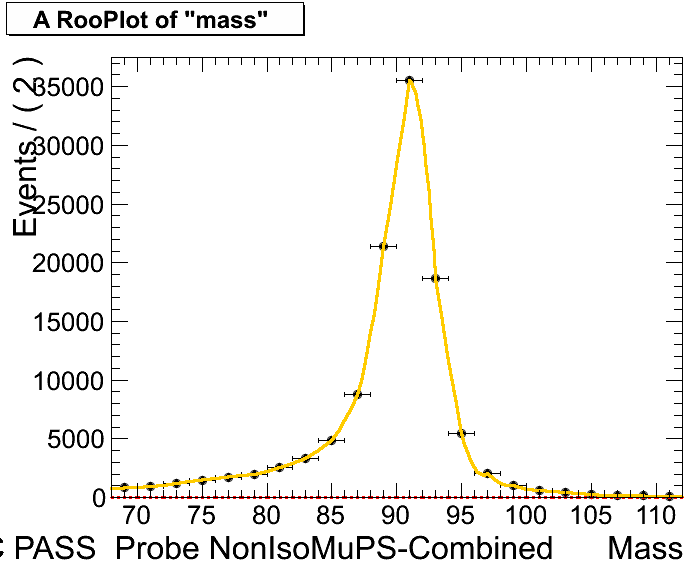 A RooPlot of "mass"
Events / ( 2 )
35000
30000
25000
20000
15000
10000
5000
0
70 75 80 85 90 95 100 105 110
PASS Probe NonIsoMuPS-Combined Mass